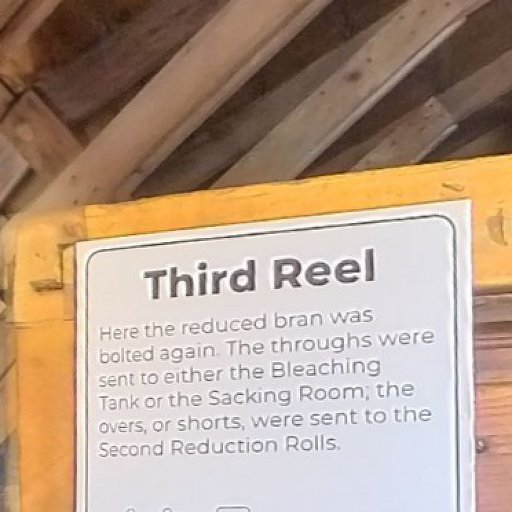 Third Reel
Here the reduced bran was
bolted again. The throughs were
sent to either the Bleaching
Tank or the Sacking Room; the
overs, or shorts, were sent to the
Second Reduction Rolls.